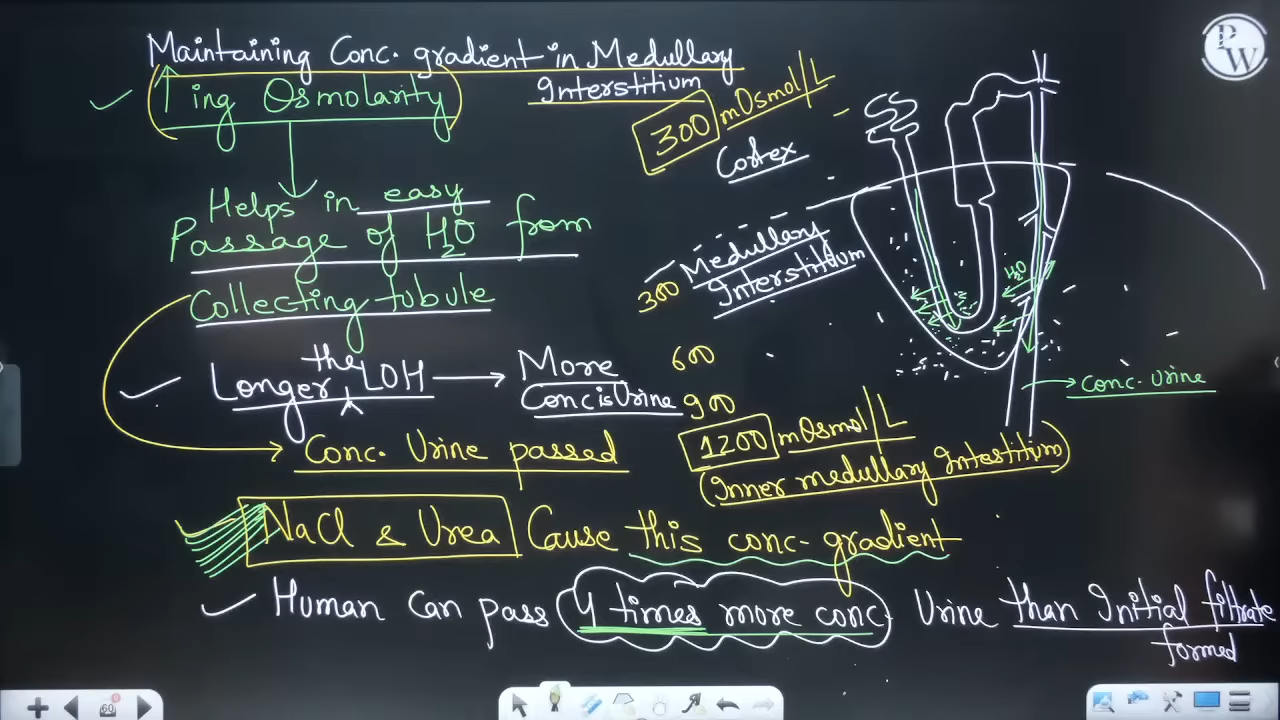 Maintaining Conc. gradient in Medullary
Interstitium
↑ing Osmolarity
Helps in easy
Passage of H2O from
Collecting tubule
Longer the LOH → More
Conc is Urine
Conc. Urine passed
300 mOsmol/L
Cortex
Medullary
Interstitium
300
600
900
1200 mOsmol/L
(Inner medullary Interstitium)
H2O
→ Conc. Urine
NaCl & Urea Cause this conc. gradient
Human Can pass 4 times more conc. Urine than Initial filtrate
formed
PW
60